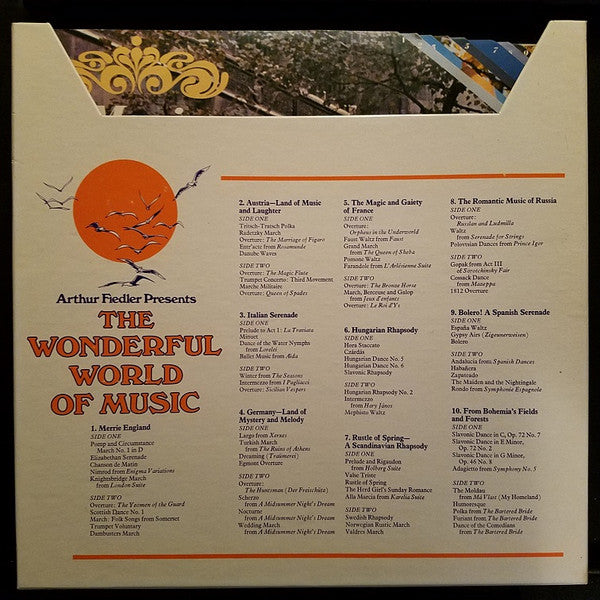 Arthur Fiedler Presents
THE
WONDERFUL
WORLD
OF MUSIC
1. Merrie England
SIDE ONE
Pomp and Circumstance
March No. 1 in D
Elizabethan Serenade
Chanson de Matin
Nimrod from Enigma Variations
Knightsbridge March
from London Suite
SIDE TWO
Overture: The Yeomen of the Guard
Scottish Dance No. 1
March: Folk Songs from Somerset
Trumpet Voluntary
Dambusters March
2. Austria—Land of Music
and Laughter
SIDE ONE
Tritsch-Tratsch Polka
Radetzky March
Overture: The Marriage of Figaro
Entr'acte from Rosamunde
Danube Waves
SIDE TWO
Overture: The Magic Flute
Trumpet Concerto: Third Movement
Marche Militaire
Overture: Queen of Spades
3. Italian Serenade
SIDE ONE
Prelude to Act 1: La Traviata
Minuet
Dance of the Water Nymphs
from Lorelei
Ballet Music from Aida
SIDE TWO
Winter from The Seasons
Intermezzo from I Pagliacci
Overture: Sicilian Vespers
4. Germany—Land of
Mystery and Melody
SIDE ONE
Largo from Xerxes
Turkish March
from The Ruins of Athens
Dreaming (Traümerei)
Egmont Overture
SIDE TWO
Overture:
The Huntsman (Der Freischütz)
Scherzo
from A Midsummer Night's Dream
Nocturne
from A Midsummer Night's Dream
Wedding March
from A Midsummer Night's Dream
5. The Magic and Gaiety
of France
SIDE ONE
Overture:
Orpheus in the Underworld
Faust Waltz from Faust
Grand March
from The Queen of Sheba
Pomone Waltz
Farandole from L'Arlésienne Suite
SIDE TWO
Overture: The Bronze Horse
March, Berceuse and Galop
from Jeux d'enfants
Overture: Le Roi d'Ys
6. Hungarian Rhapsody
SIDE ONE
Hora Staccato
Czárdás
Hungarian Dance No. 5
Hungarian Dance No. 6
Slavonic Rhapsody
SIDE TWO
Hungarian Rhapsody No. 2
Intermezzo
from Hary János
Mephisto Waltz
7. Rustle of Spring—
A Scandinavian Rhapsody
SIDE ONE
Prelude and Rigaudon
from Holberg Suite
Valse Triste
Rustle of Spring
The Herd Girl's Sunday Romance
Alla Marcia from Karelia Suite
SIDE TWO
Swedish Rhapsody
Norwegian Rustic March
Valdres March
8. The Romantic Music of Russia
SIDE ONE
Overture:
Russlan and Ludmilla
Waltz
from Serenade for Strings
Polovtsian Dances from Prince Igor
SIDE TWO
Gopak from Act III
of Sorotchinsky Fair
Cossack Dance
from Mazeppa
1812 Overture
9. Bolero! A Spanish Serenade
SIDE ONE
España Waltz
Gypsy Airs (Zigeunerweisen)
Bolero
SIDE TWO
Andalucia from Spanish Dances
Habañera
Zapateado
The Maiden and the Nightingale
Rondo from Symphonie Espagnole
10. From Bohemia's Fields
and Forests
SIDE ONE
Slavonic Dance in C, Op. 72 No. 7
Slavonic Dance in E Minor,
Op. 72 No. 2
Slavonic Dance in G Minor,
Op. 46 No. 8
Adagietto from Symphony No. 5
SIDE TWO
The Moldau
from Má Vlast (My Homeland)
Humoresque
Polka from The Bartered Bride
Furiant from The Bartered Bride
Dance of the Comedians
from The Bartered Bride